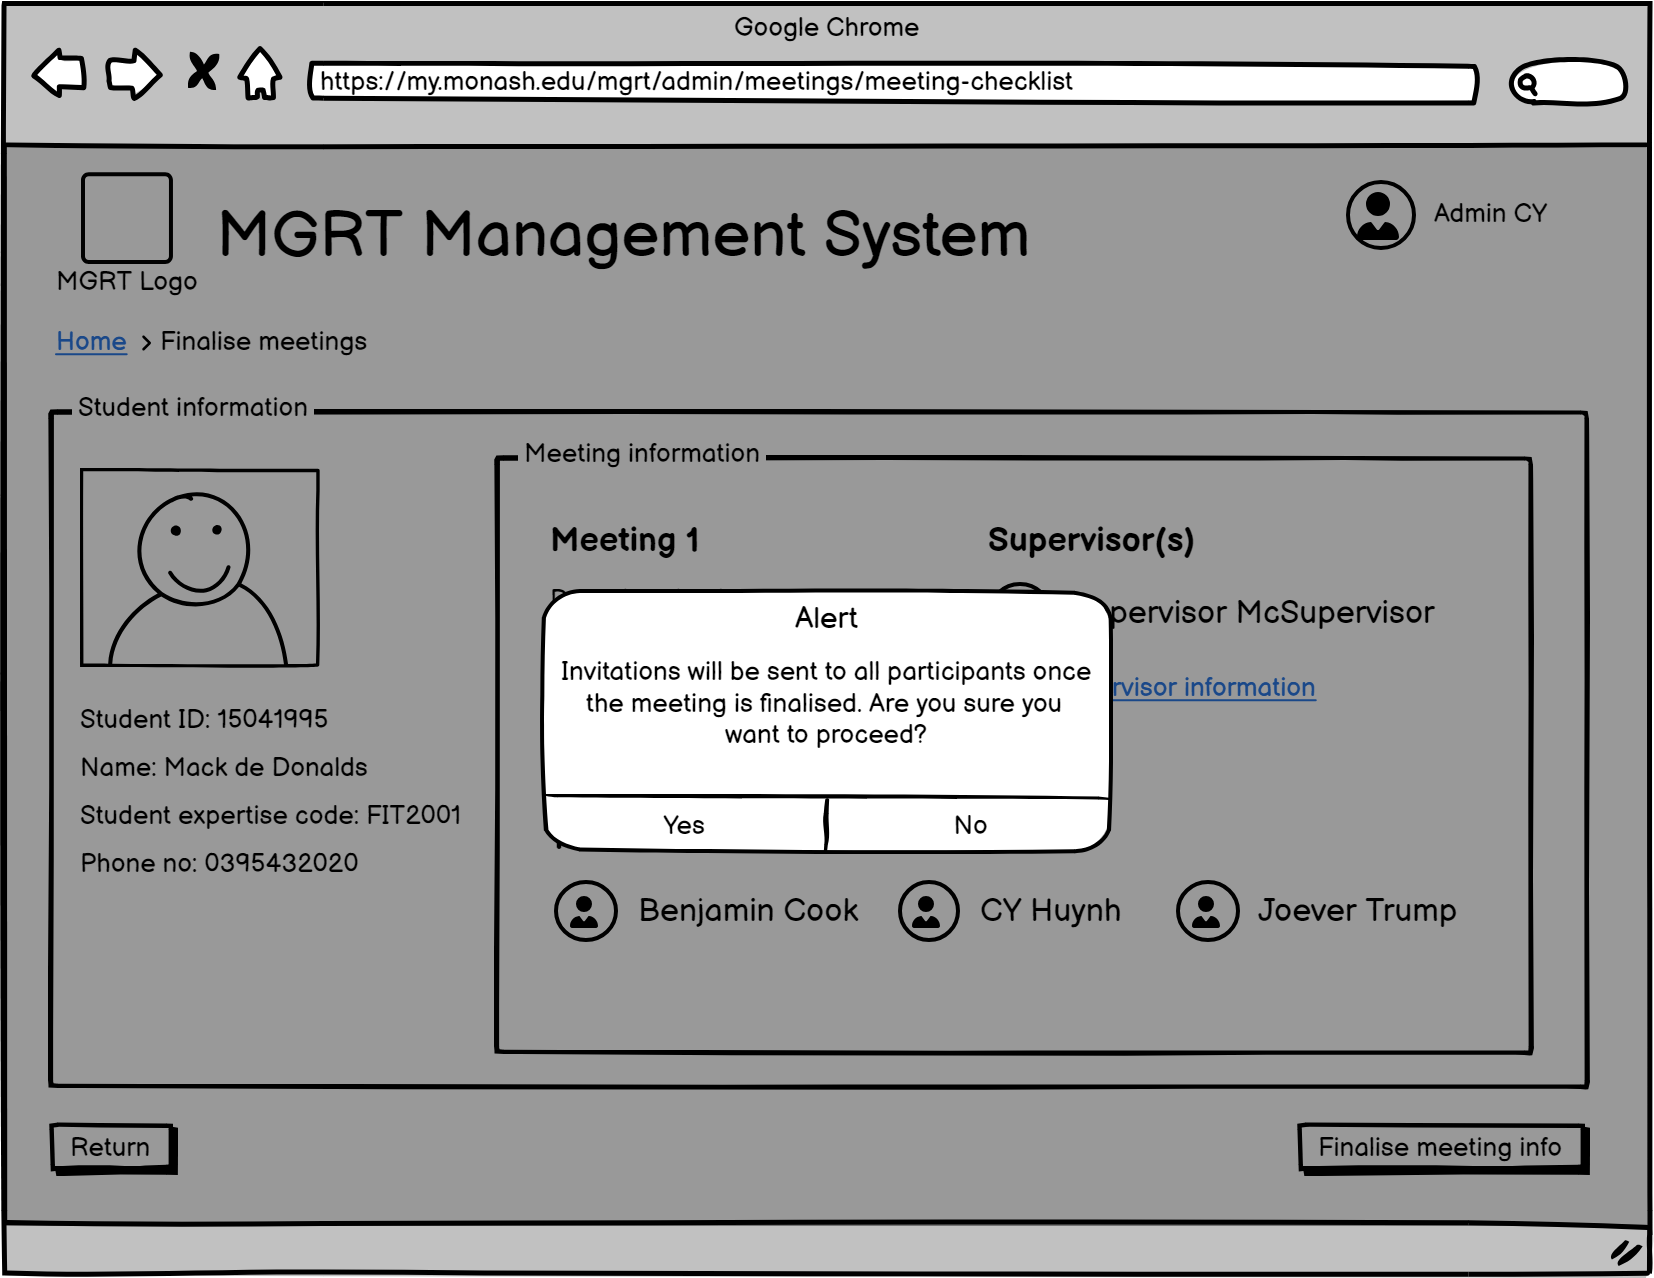 Google Chrome
https://my.monash.edu/mgrt/admin/meetings/meeting-checklist
MGRT Management System
Admin CY
MGRT Logo
Home > Finalise meetings
Student information
Meeting information
Meeting 1
Supervisor(s)
McSupervisor
Alert
Invitations will be sent to all participants once
the meeting is finalised. Are you sure you
want to proceed?
information
Yes
No
Student ID: 15041995
Name: Mack de Donalds
Student expertise code: FIT2001
Phone no: 0395432020
Benjamin Cook
CY Huynh
Joever Trump
Return
Finalise meeting info